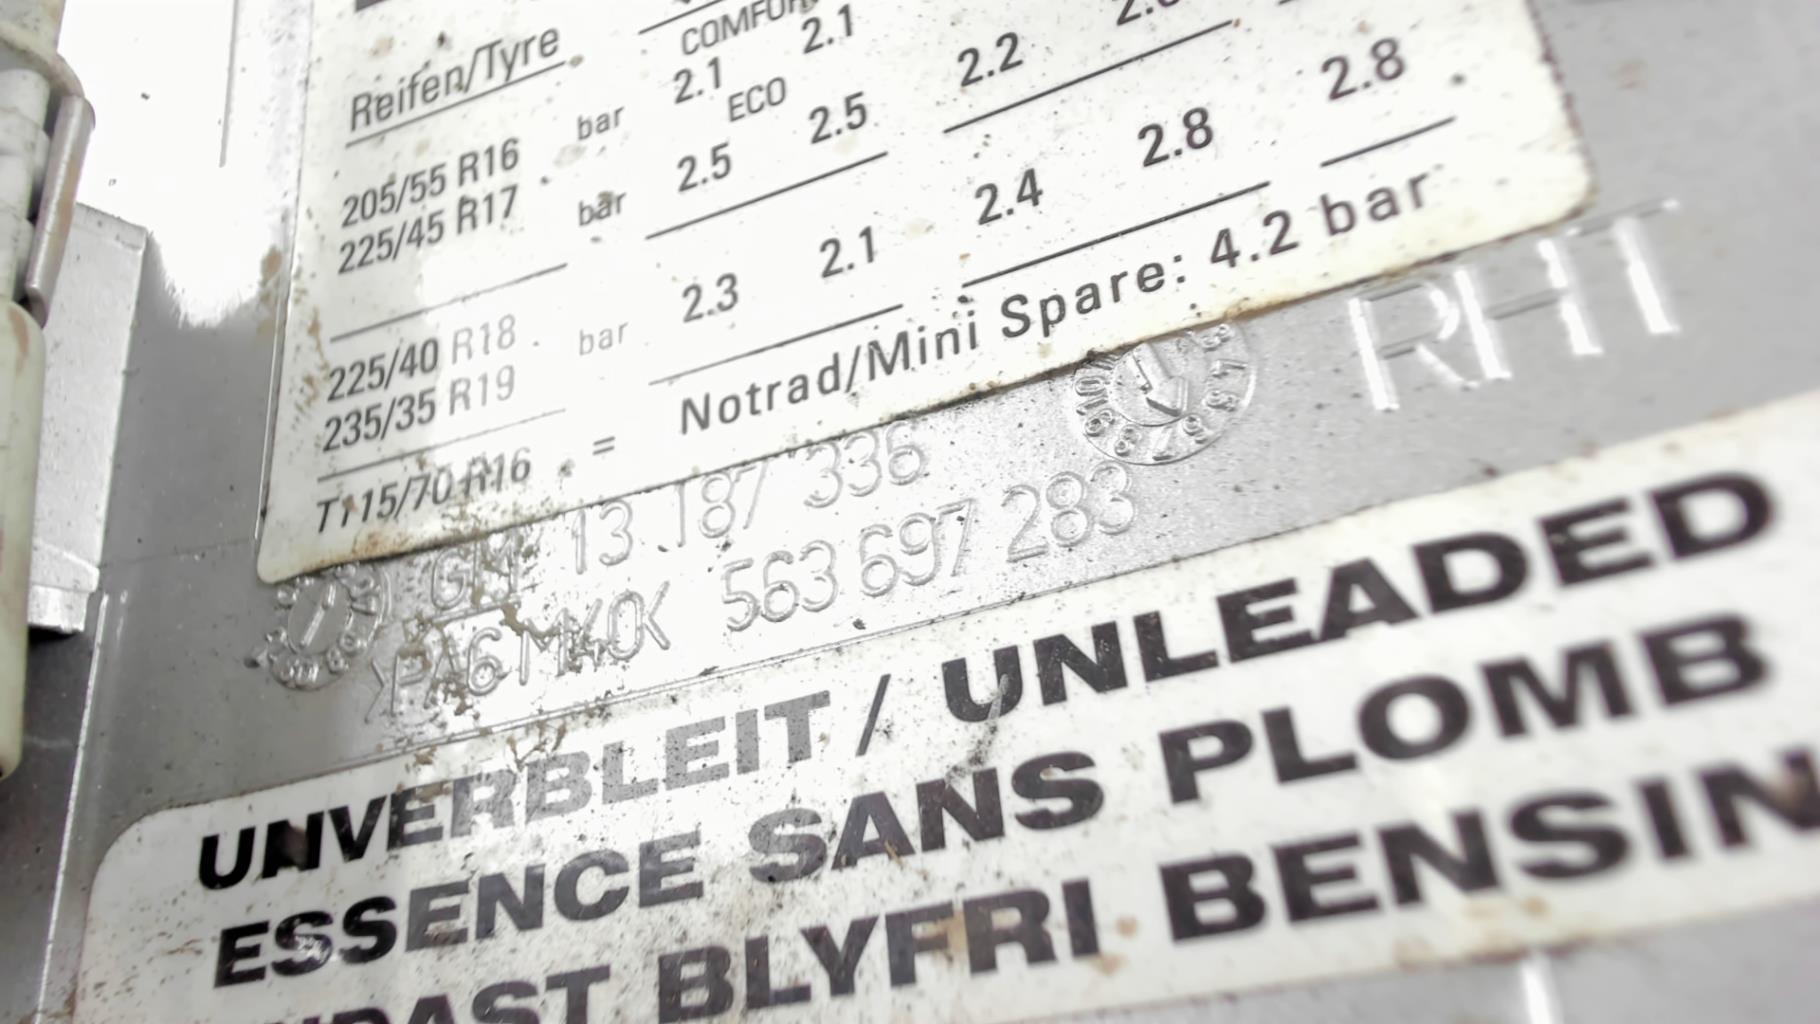 COMFOR
Reifen/Tyre
205/55 R16 bar 2.1 2.1 2.2
225/45 R17 ECO
bar 2.5 2.5
225/40 R18 bar 2.3 2.1 2.4 2.8 2.8
235/35 R19
T115/70 R16 = Notrad/Mini Spare: 4.2 bar
RHT
GM 13 187 336
>PA6 M40< 563 697 283
UNVERBLEIT / UNLEADED
ESSENCE SANS PLOMB
BLYFRI BENSIN